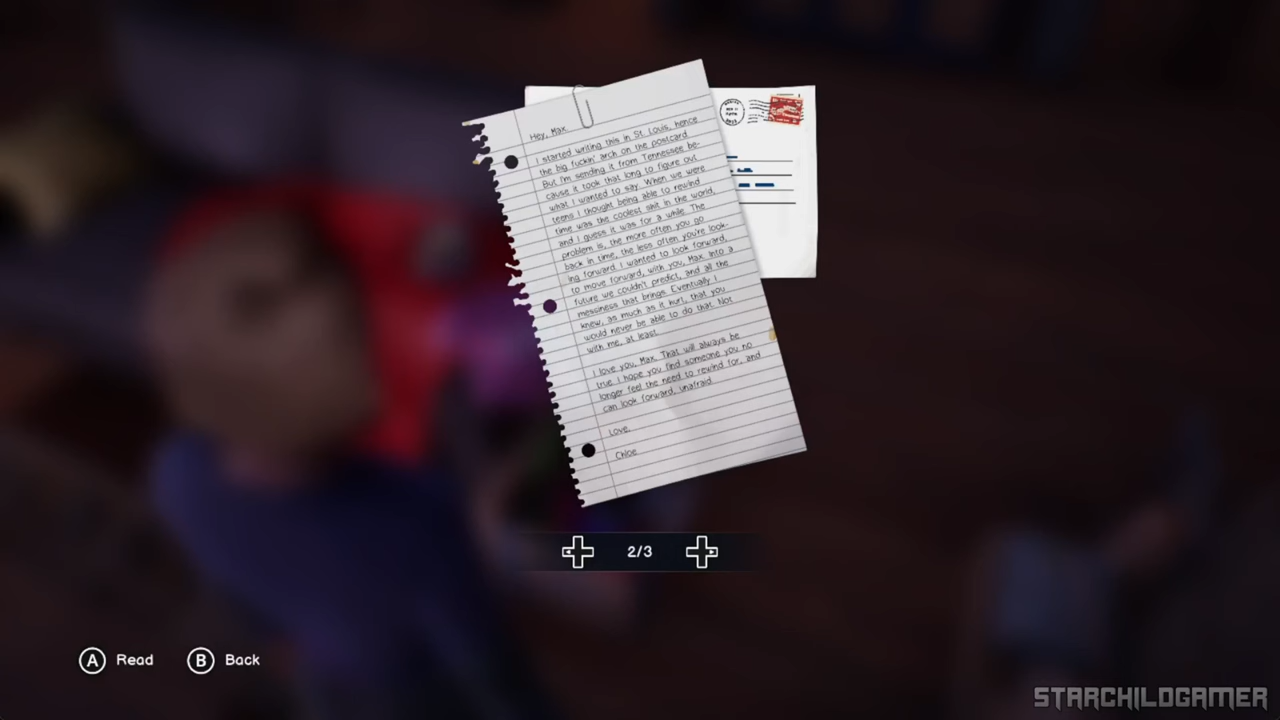 Hey, Max.
I started writing this in St. Louis, hence
the big fuckin' arch on the postcard.
But I'm sending it from Tennessee be-
cause it took that long to figure out
what I wanted to say. When we were
teens I thought being able to rewind
time was the coolest shit in the world,
and I guess it was for a while. The
problem is, the more often you go
back in time, the less often you're look-
ing forward. I wanted to look forward,
to move forward, with you, Max. Into a
future we couldn't predict, and all the
messiness that brings. Eventually I
knew, as much as it hurt, that you
would never be able to do that. Not
with me, at least.
I love you, Max. That will always be
true. I hope you find someone you no
longer feel the need to rewind for, and
can look forward, unafraid.
Love,
Chloe
2/3
A Read B Back
STARCHILDGAMER